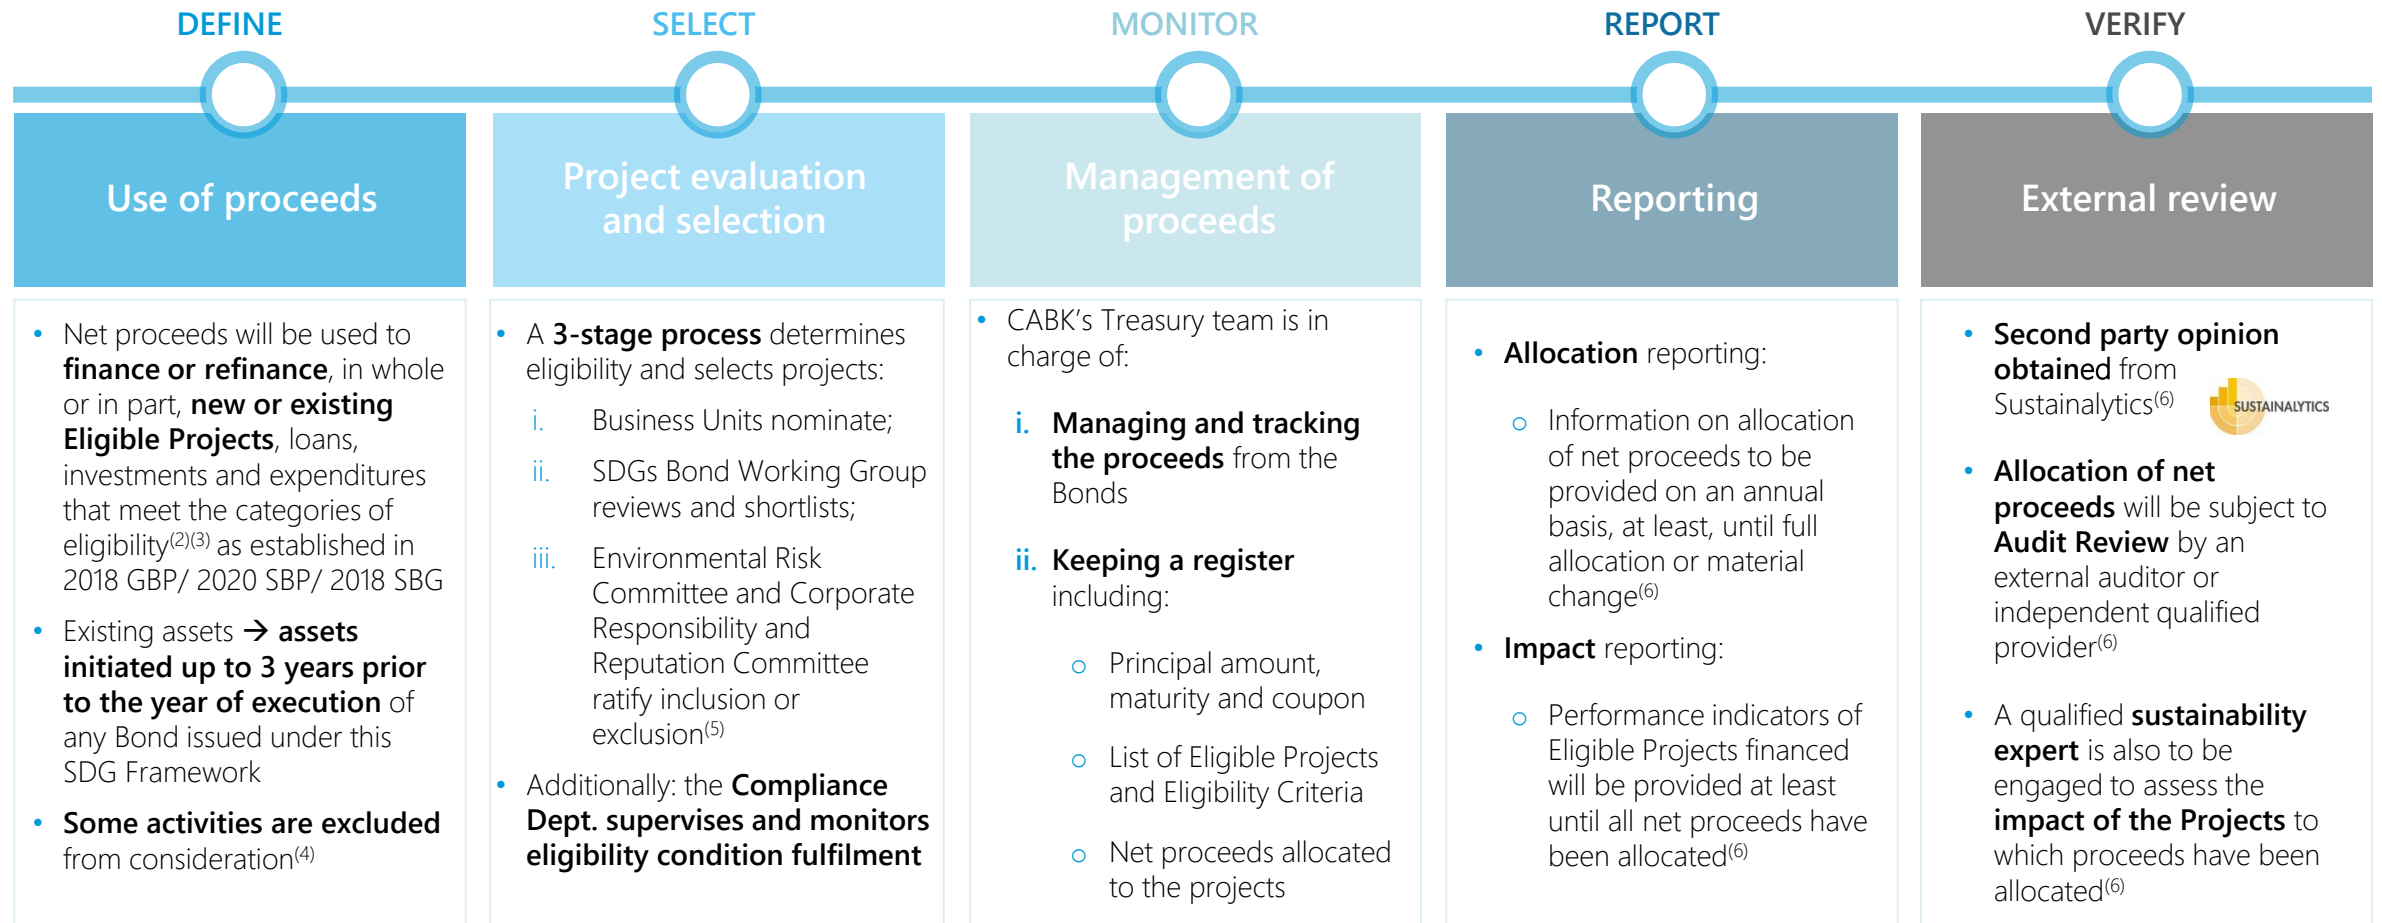 DEFINE
SELECT
MONITOR
REPORT
VERIFY
Use of proceeds
Project evaluation
and selection
Management of
proceeds
Reporting
External review
• Net proceeds will be used to
finance or refinance, in whole
or in part, new or existing
Eligible Projects, loans,
investments and expenditures
that meet the categories of
eligibility(2)(3) as established in
2018 GBP/ 2020 SBP/ 2018 SBG
• Existing assets → assets
initiated up to 3 years prior
to the year of execution of
any Bond issued under this
SDG Framework
• Some activities are excluded
from consideration(4)
• A 3-stage process determines
eligibility and selects projects:
i. Business Units nominate;
ii. SDGs Bond Working Group
reviews and shortlists;
iii. Environmental Risk
Committee and Corporate
Responsibility and
Reputation Committee
ratify inclusion or
exclusion(5)
• Additionally: the Compliance
Dept. supervises and monitors
eligibility condition fulfilment
• CABK's Treasury team is in
charge of:
i. Managing and tracking
the proceeds from the
Bonds
ii. Keeping a register
including:
o Principal amount,
maturity and coupon
o List of Eligible Projects
and Eligibility Criteria
o Net proceeds allocated
to the projects
• Allocation reporting:
o Information on allocation
of net proceeds to be
provided on an annual
basis, at least, until full
allocation or material
change(6)
• Impact reporting:
o Performance indicators of
Eligible Projects financed
will be provided at least
until all net proceeds have
been allocated(6)
• Second party opinion
obtained from
Sustainalytics(6)
SUSTAINALYTICS
• Allocation of net
proceeds will be subject to
Audit Review by an
external auditor or
independent qualified
provider(6)
• A qualified sustainability
expert is also to be
engaged to assess the
impact of the Projects to
which proceeds have been
allocated(6)